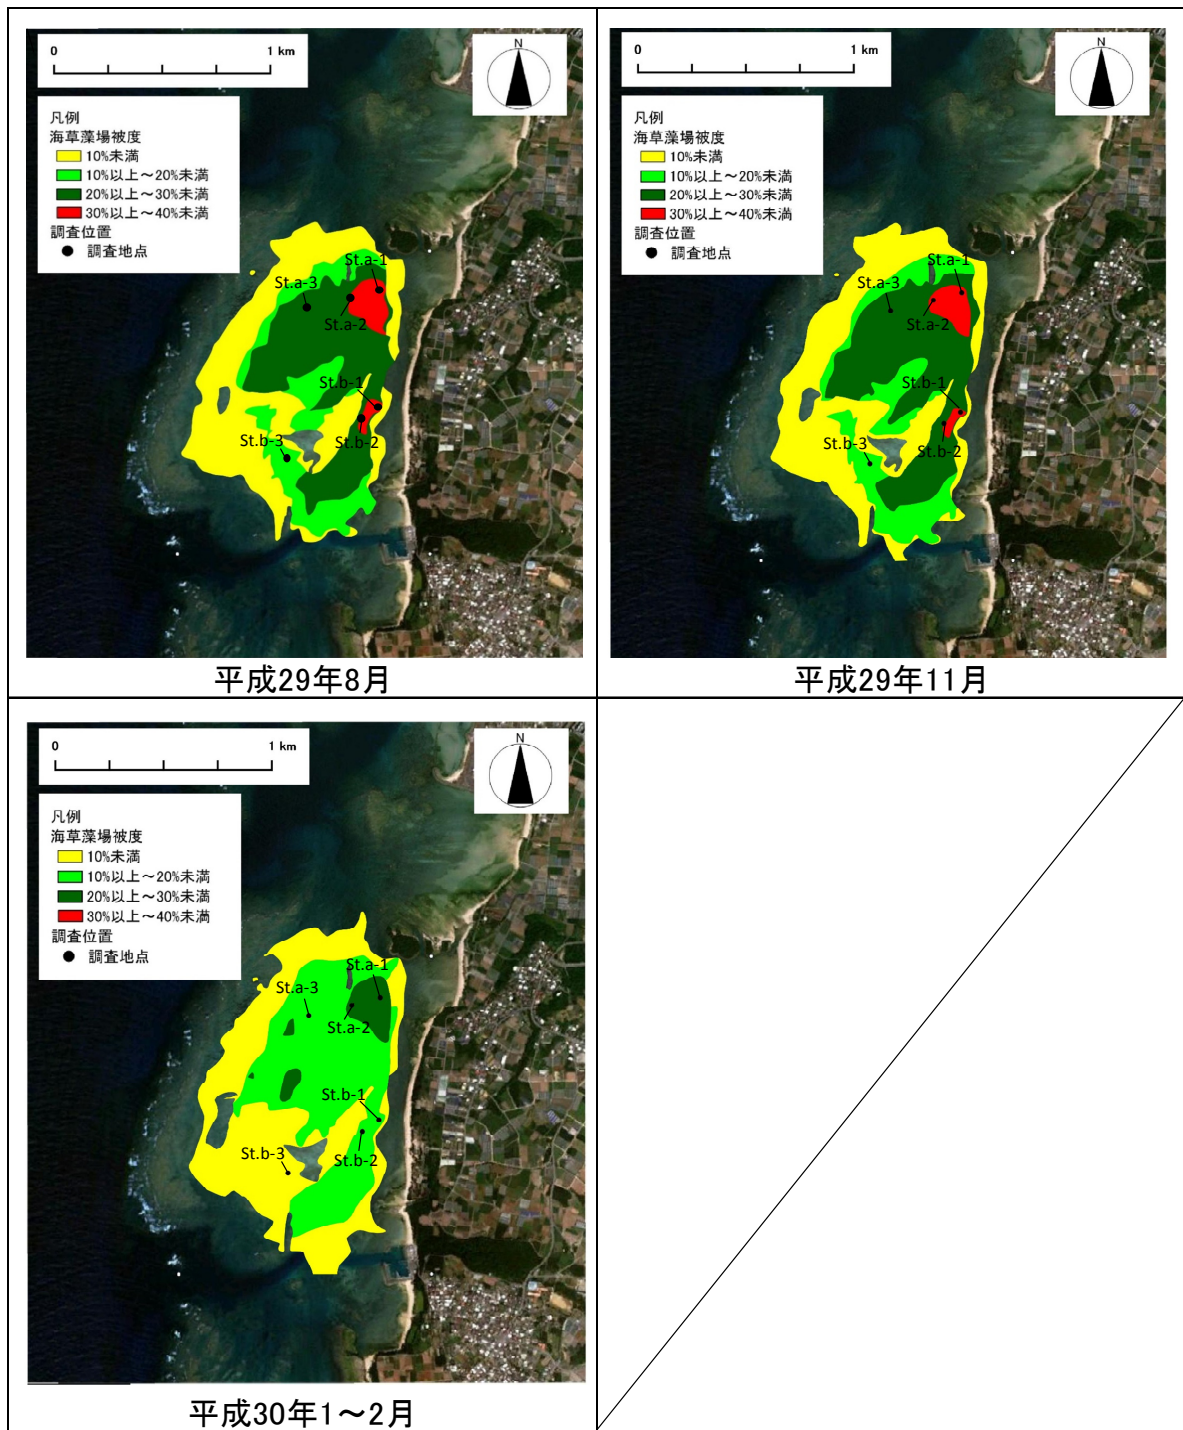 0 1 km
N
凡例
海草藻場被度
10%未満
10%以上～20%未満
20%以上～30%未満
30%以上～40%未満
調査位置
調査地点
St.a-1
St.a-3
St.a-2
St.b-1
St.b-3
St.b-2
平成29年8月
0 1 km
N
凡例
海草藻場被度
10%未満
10%以上～20%未満
20%以上～30%未満
30%以上～40%未満
調査位置
調査地点
St.a-1
St.a-3
St.a-2
St.b-1
St.b-3
St.b-2
平成29年11月
0 1 km
N
凡例
海草藻場被度
10%未満
10%以上～20%未満
20%以上～30%未満
30%以上～40%未満
調査位置
調査地点
St.a-1
St.a-3
St.a-2
St.b-1
St.b-3
St.b-2
平成30年1～2月